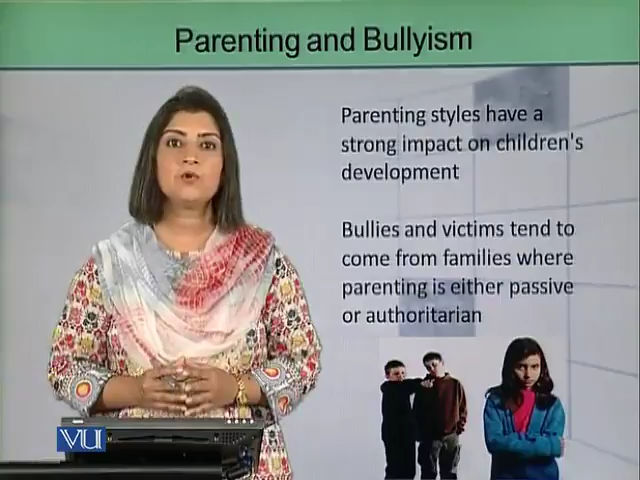 Parenting and Bullyism
Parenting styles have a
strong impact on children's
development
Bullies and victims tend to
come from families where
parenting is either passive
or authoritarian
VU